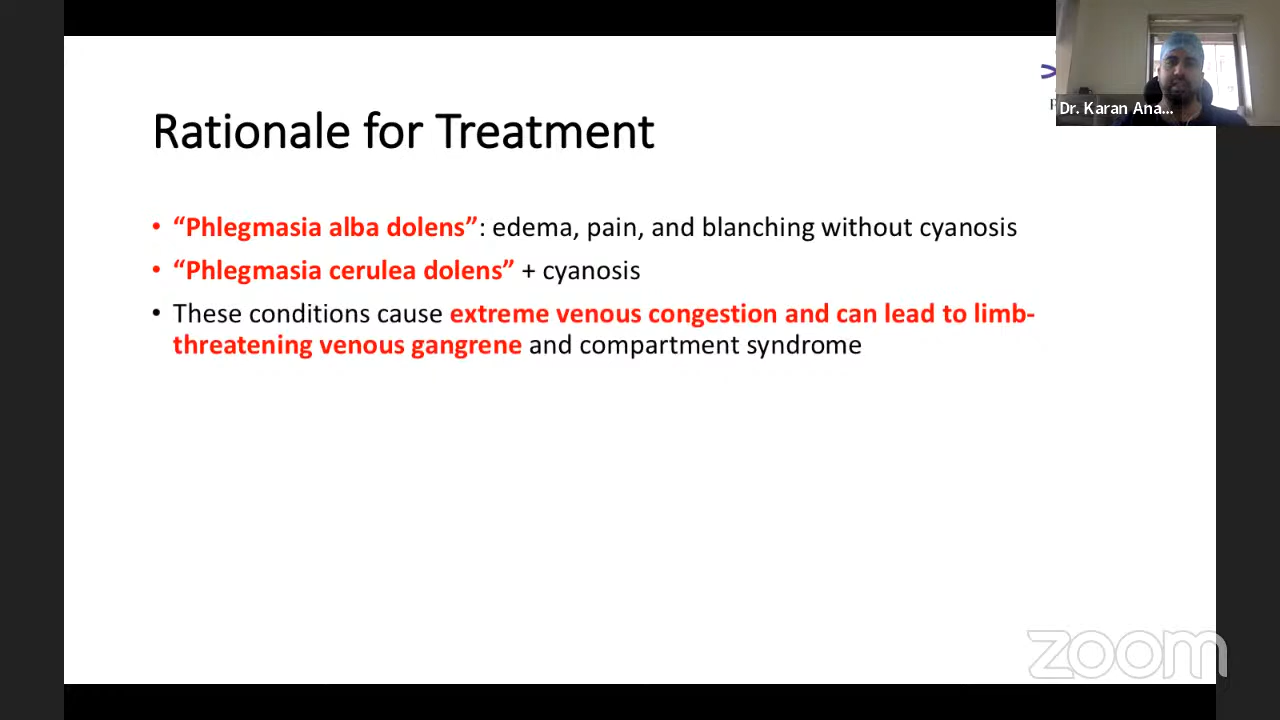 Rationale for Treatment
• “Phlegmasia alba dolens”: edema, pain, and blanching without cyanosis
• “Phlegmasia cerulea dolens” + cyanosis
• These conditions cause extreme venous congestion and can lead to limb-
threatening venous gangrene and compartment syndrome
Dr. Karan Ana...
zoom